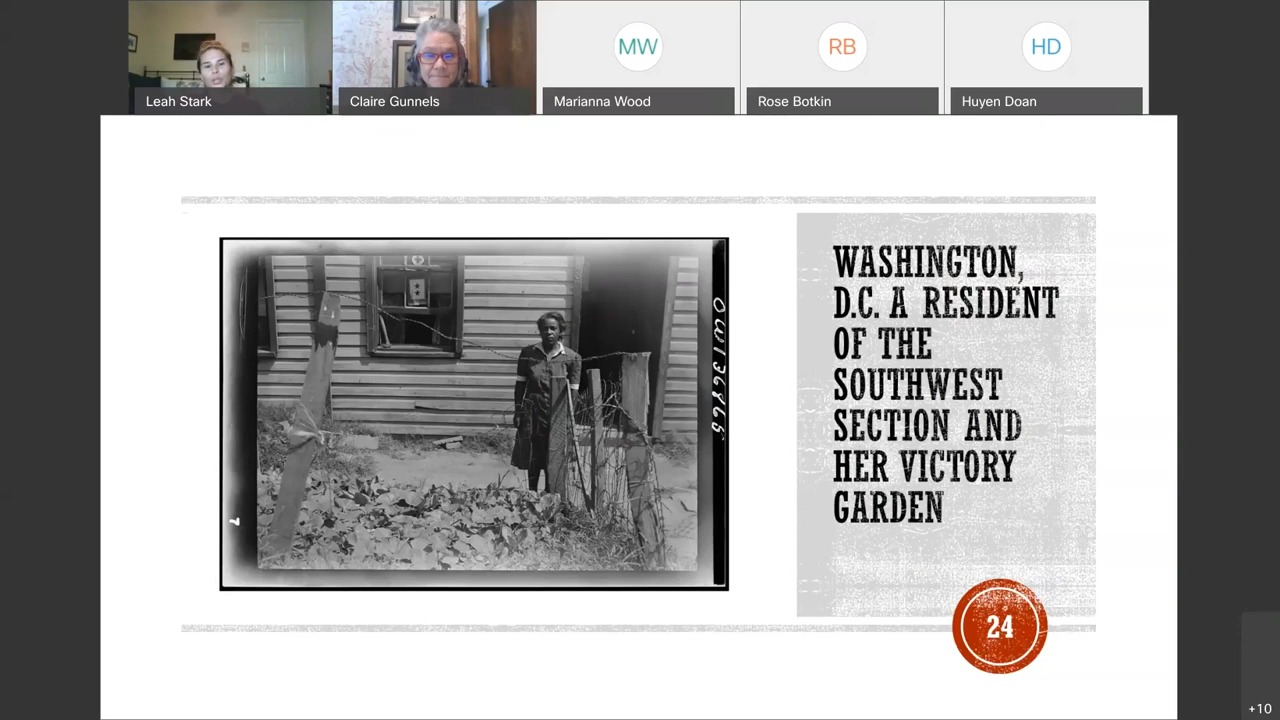 Leah Stark
Claire Gunnels
MW
Marianna Wood
RB
Rose Botkin
HD
Huyen Doan
OWI36865
WASHINGTON,
D.C. A RESIDENT
OF THE
SOUTHWEST
SECTION AND
HER VICTORY
GARDEN
24
+10